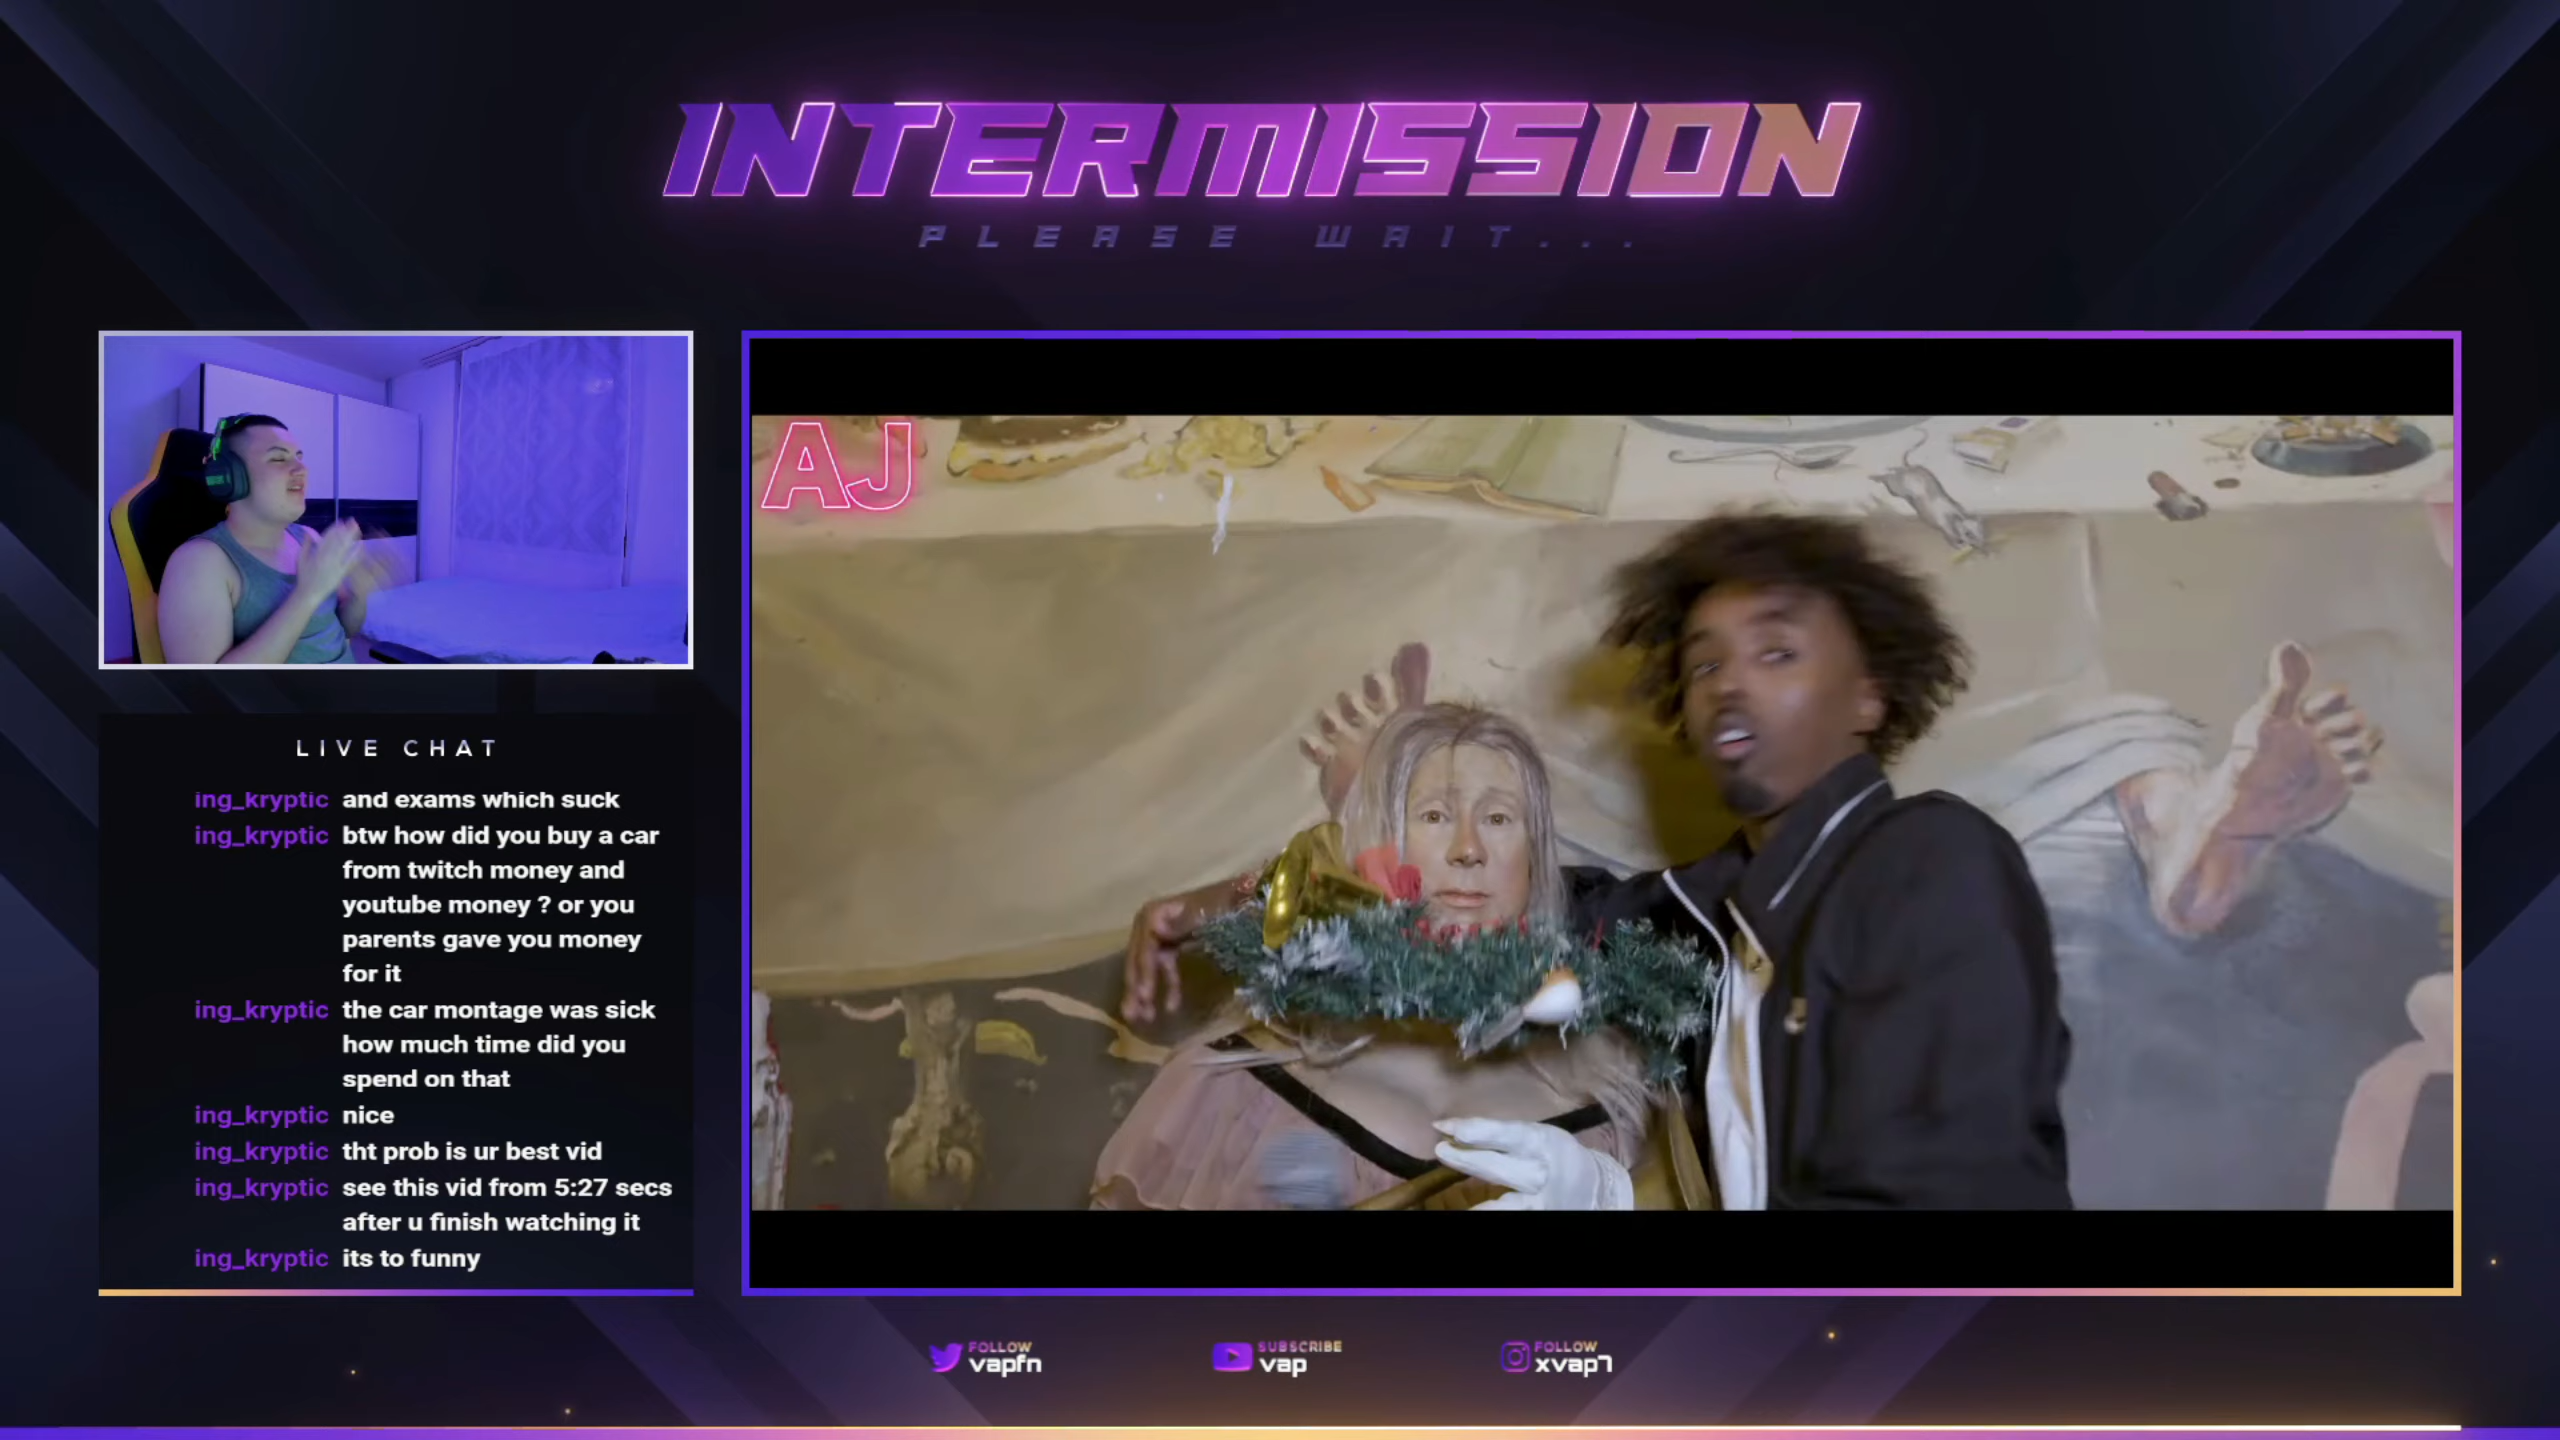 INTERMISSION
PLEASE WAIT...
AJ
LIVE CHAT
ing_kryptic and exams which suck
ing_kryptic btw how did you buy a car
from twitch money and
youtube money ? or you
parents gave you money
for it
ing_kryptic the car montage was sick
how much time did you
spend on that
ing_kryptic nice
ing_kryptic tht prob is ur best vid
ing_kryptic see this vid from 5:27 secs
after u finish watching it
ing_kryptic its to funny
FOLLOW
vapfn
SUBSCRIBE
vap
FOLLOW
xvap7